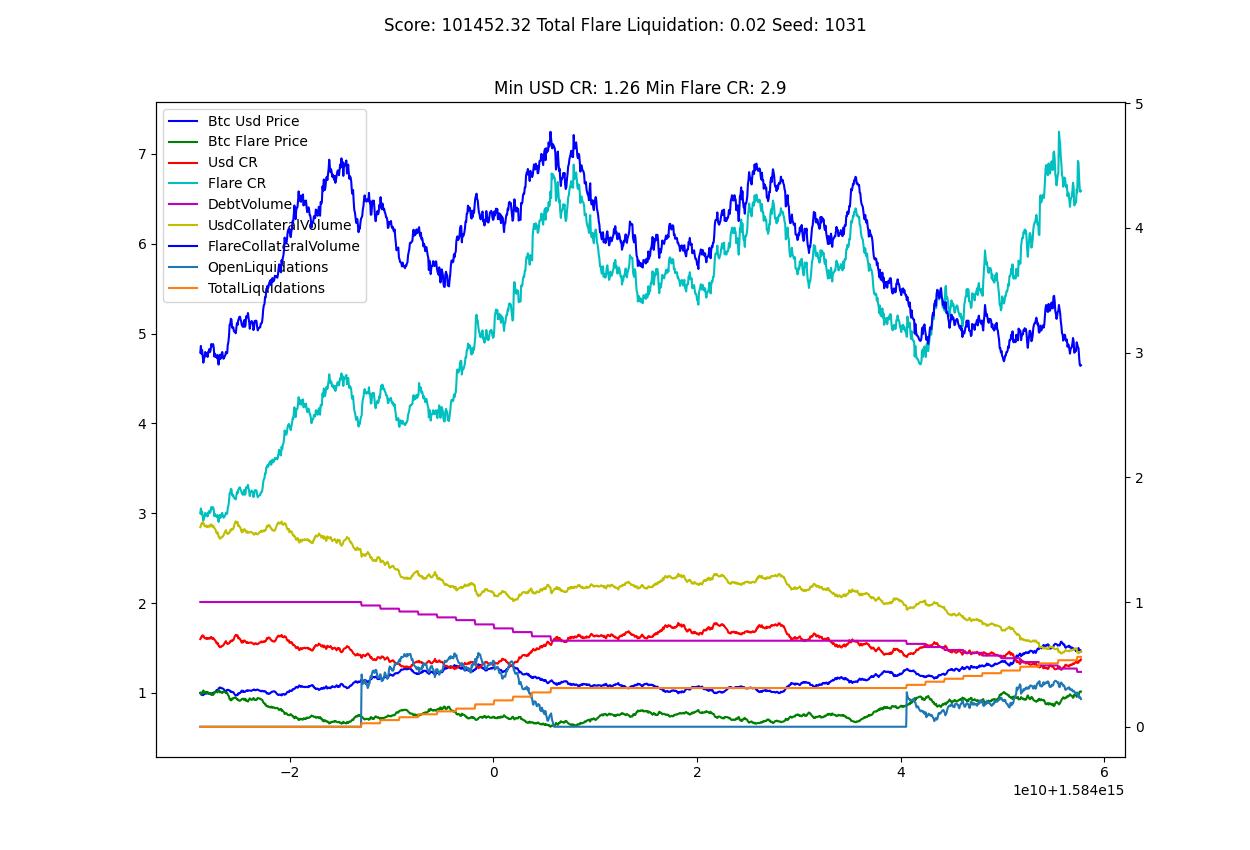 Score: 101452.32 Total Flare Liquidation: 0.02 Seed: 1031
Min USD CR: 1.26 Min Flare CR: 2.9
Btc Usd Price
Btc Flare Price
Usd CR
Flare CR
DebtVolume
UsdCollateralVolume
FlareCollateralVolume
OpenLiquidations
TotalLiquidations
7
6
5
4
3
2
1
5
4
3
2
1
0
−2
0
2
4
6
1e10+1.584e15